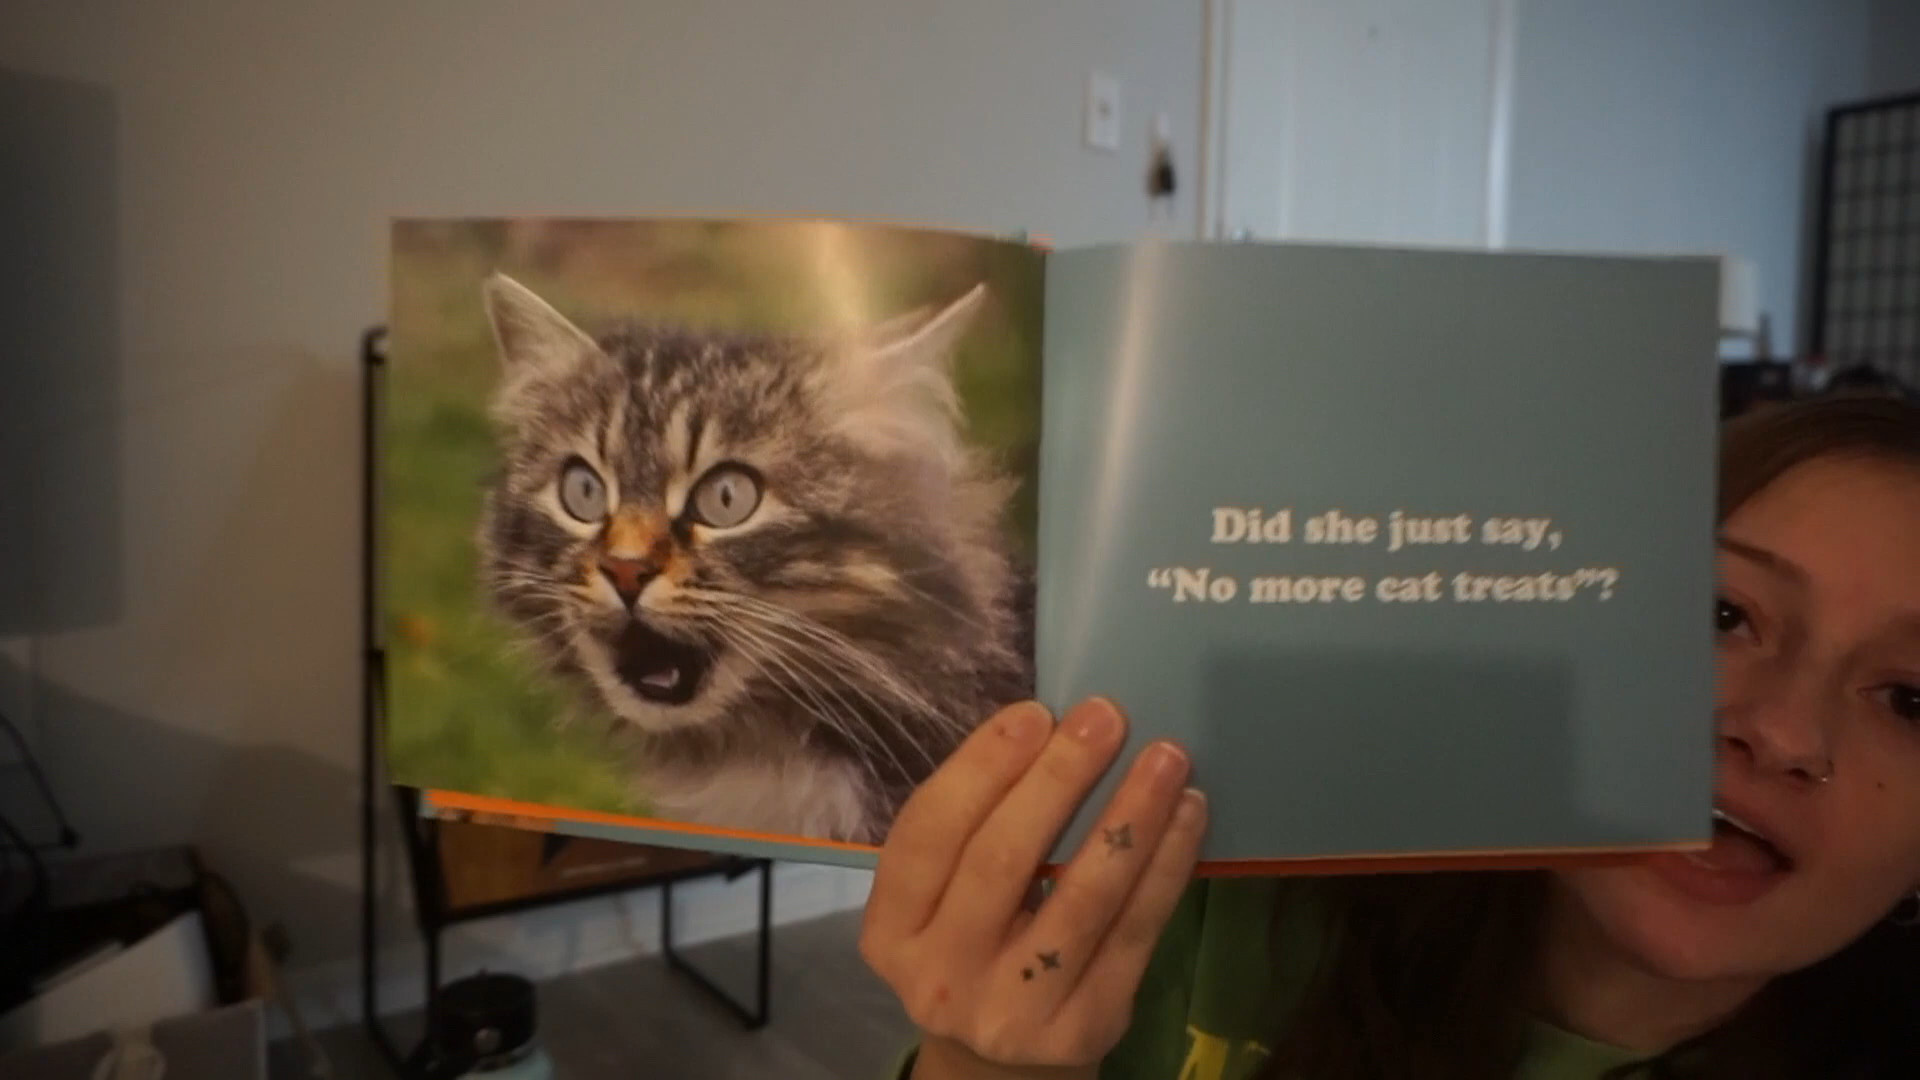 Did she just say,
“No more cat treats”?